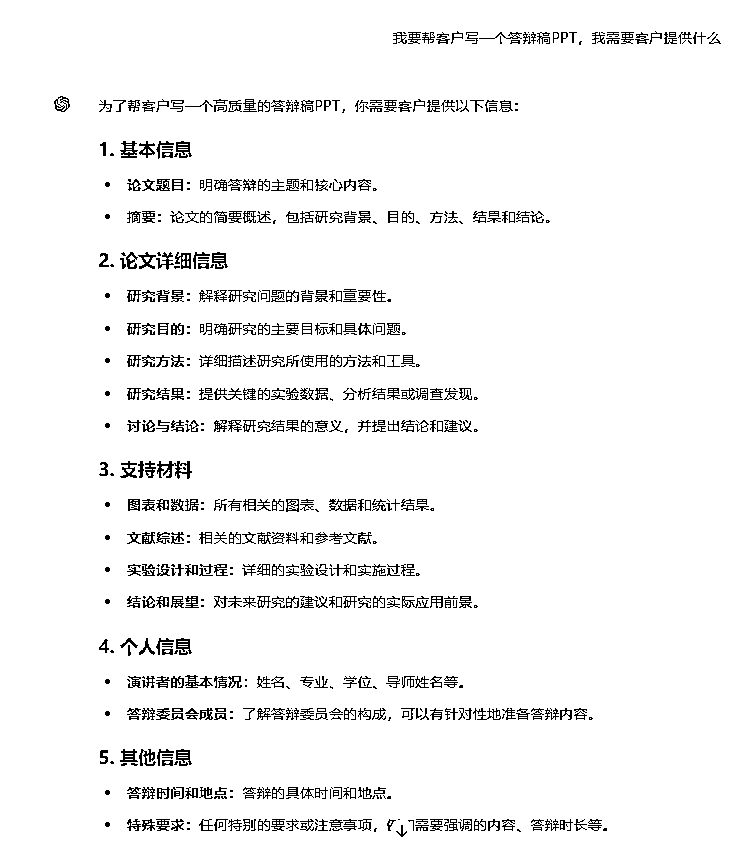 我要帮客户写一个答辩稿PPT，我需要客户提供什么
为了帮客户写一个高质量的答辩稿PPT，你需要客户提供以下信息：
1. 基本信息
• 论文题目：明确答辩的主题和核心内容。
• 摘要：论文的简要概述，包括研究背景、目的、方法、结果和结论。
2. 论文详细信息
• 研究背景：解释研究问题的背景和重要性。
• 研究目的：明确研究的主要目标和具体问题。
• 研究方法：详细描述研究所使用的方法和工具。
• 研究结果：提供关键的实验数据、分析结果或调查发现。
• 讨论与结论：解释研究结果的意义，并提出结论和建议。
3. 支持材料
• 图表和数据：所有相关的图表、数据和统计结果。
• 文献综述：相关的文献资料和参考文献。
• 实验设计和过程：详细的实验设计和实施过程。
• 结论和展望：对未来研究的建议和研究的实际应用前景。
4. 个人信息
• 演讲者的基本情况：姓名、专业、学位、导师姓名等。
• 答辩委员会成员：了解答辩委员会的构成，可以有针对性地准备答辩内容。
5. 其他信息
• 答辩时间和地点：答辩的具体时间和地点。
• 特殊要求：任何特别的要求或注意事项，需要强调的内容、答辩时长等。